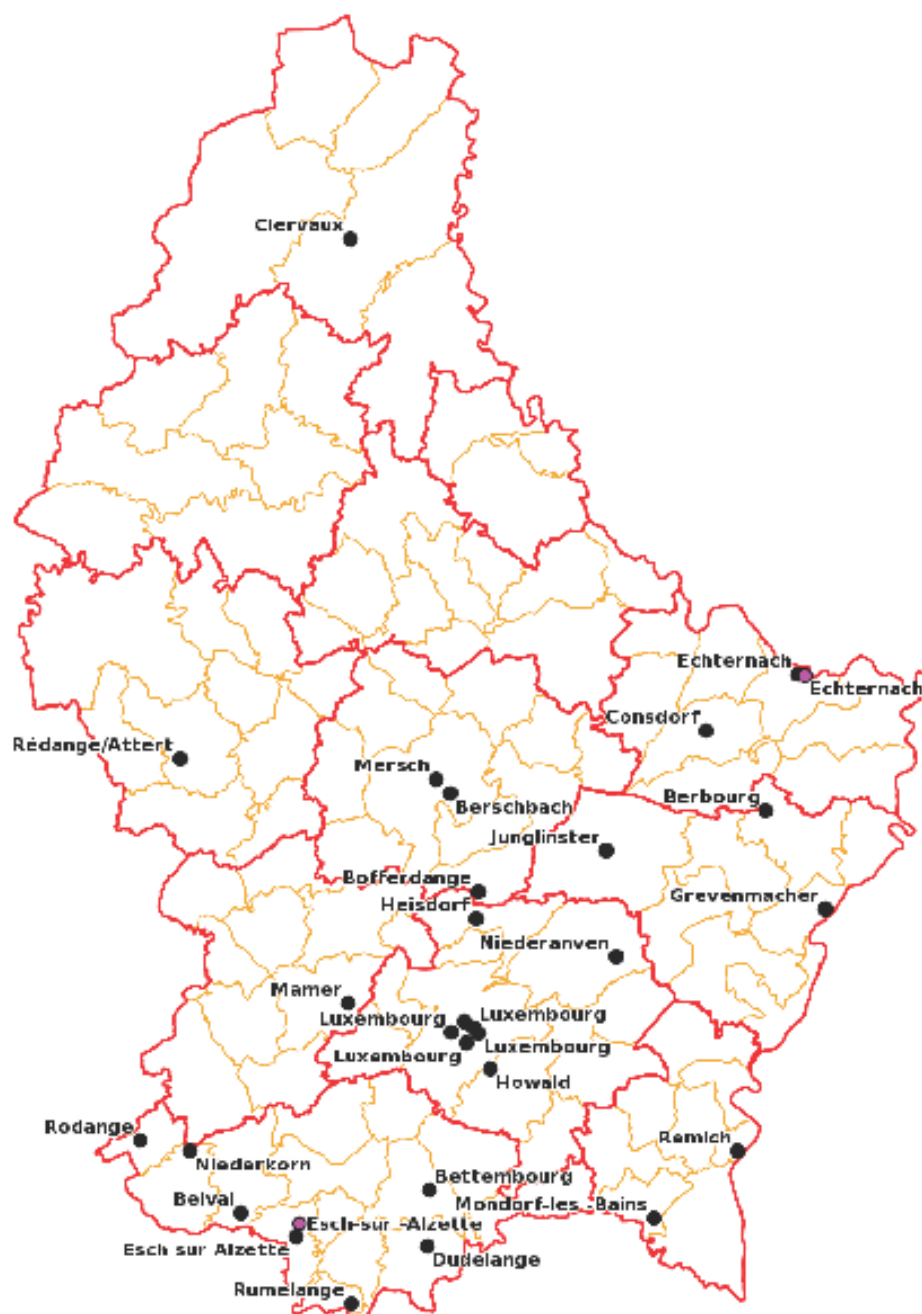 Clervaux
Echternach
Echternach
Consdorf
Rédange/Attert
Mersch
Berschbach
Berbourg
Junglinster
Bofferdange
Heisdorf
Grevenmacher
Niederanven
Mamer
Luxembourg
Luxembourg
Luxembourg
Luxembourg
Howald
Rodange
Niederkorn
Remich
Bettembourg
Belval
Mondorf-les -Bains
Esch-sur -Alzette
Esch sur Alzette
Dudelange
Rumelange